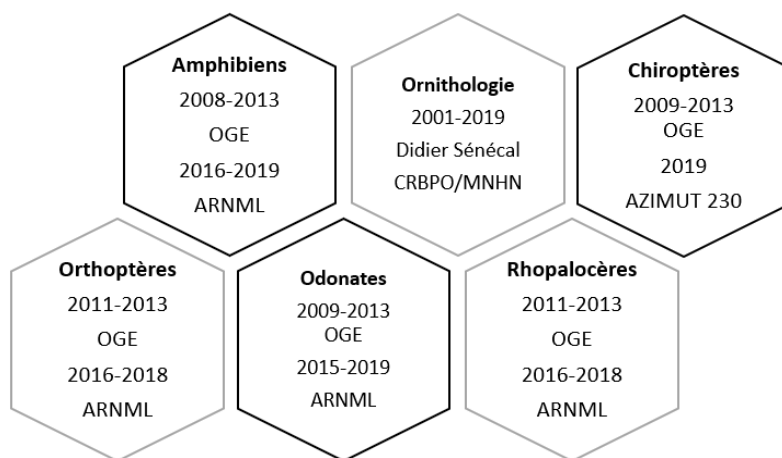 Amphibiens
2008-2013
OGE
2016-2019
ARNML
Ornithologie
2001-2019
Didier Sénécal
CRBPO/MNHN
Chiroptères
2009-2013
OGE
2019
AZIMUT 230
Orthoptères
2011-2013
OGE
2016-2018
ARNML
Odonates
2009-2013
OGE
2015-2019
ARNML
Rhopalocères
2011-2013
OGE
2016-2018
ARNML